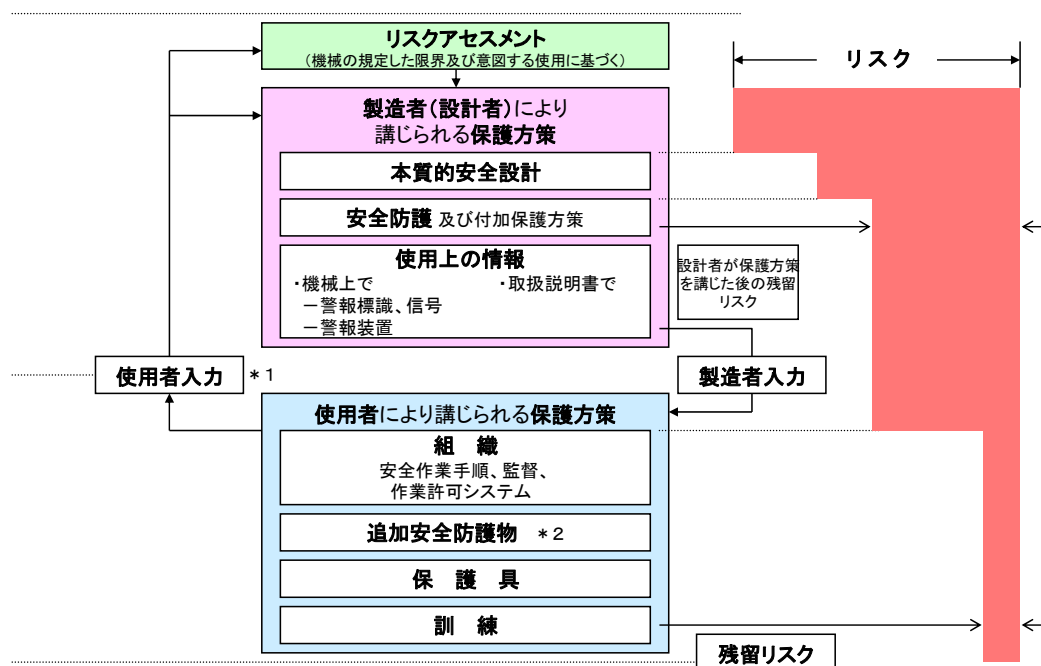 リスクアセスメント
(機械の規定した限界及び意図する使用に基づく)
リスク
製造者(設計者)により
講じられる保護方策
本質的安全設計
安全防護 及び付加保護方策
使用上の情報
・機械上で ・取扱説明書で
－警報標識、信号
－警報装置
設計者が保護方策
を講じた後の残留
リスク
使用者入力 ＊1
製造者入力
使用者により講じられる保護方策
組　織
安全作業手順、監督、
作業許可システム
追加安全防護物 ＊2
保　護　具
訓　練
残留リスク